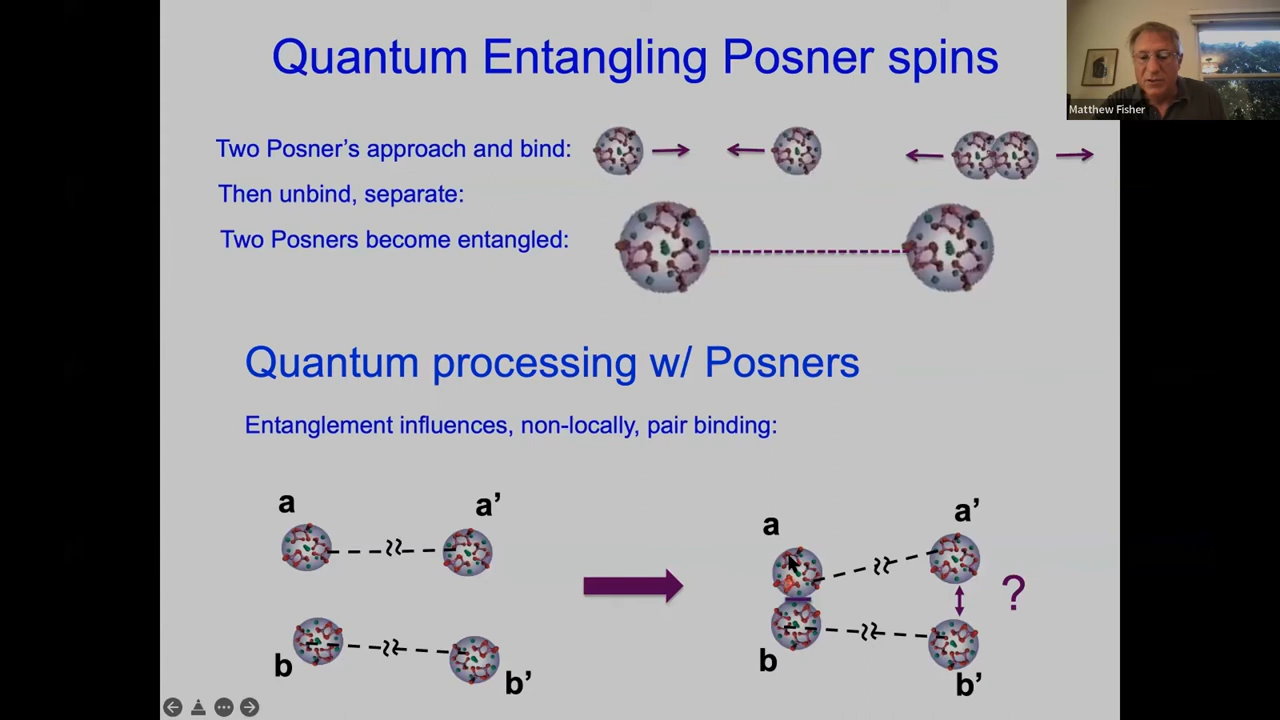 Quantum Entangling Posner spins
Matthew Fisher
Two Posner's approach and bind:
Then unbind, separate:
Two Posners become entangled:
Quantum processing w/ Posners
Entanglement influences, non-locally, pair binding:
a
a'
b
b'
a
a'
?
b
b'